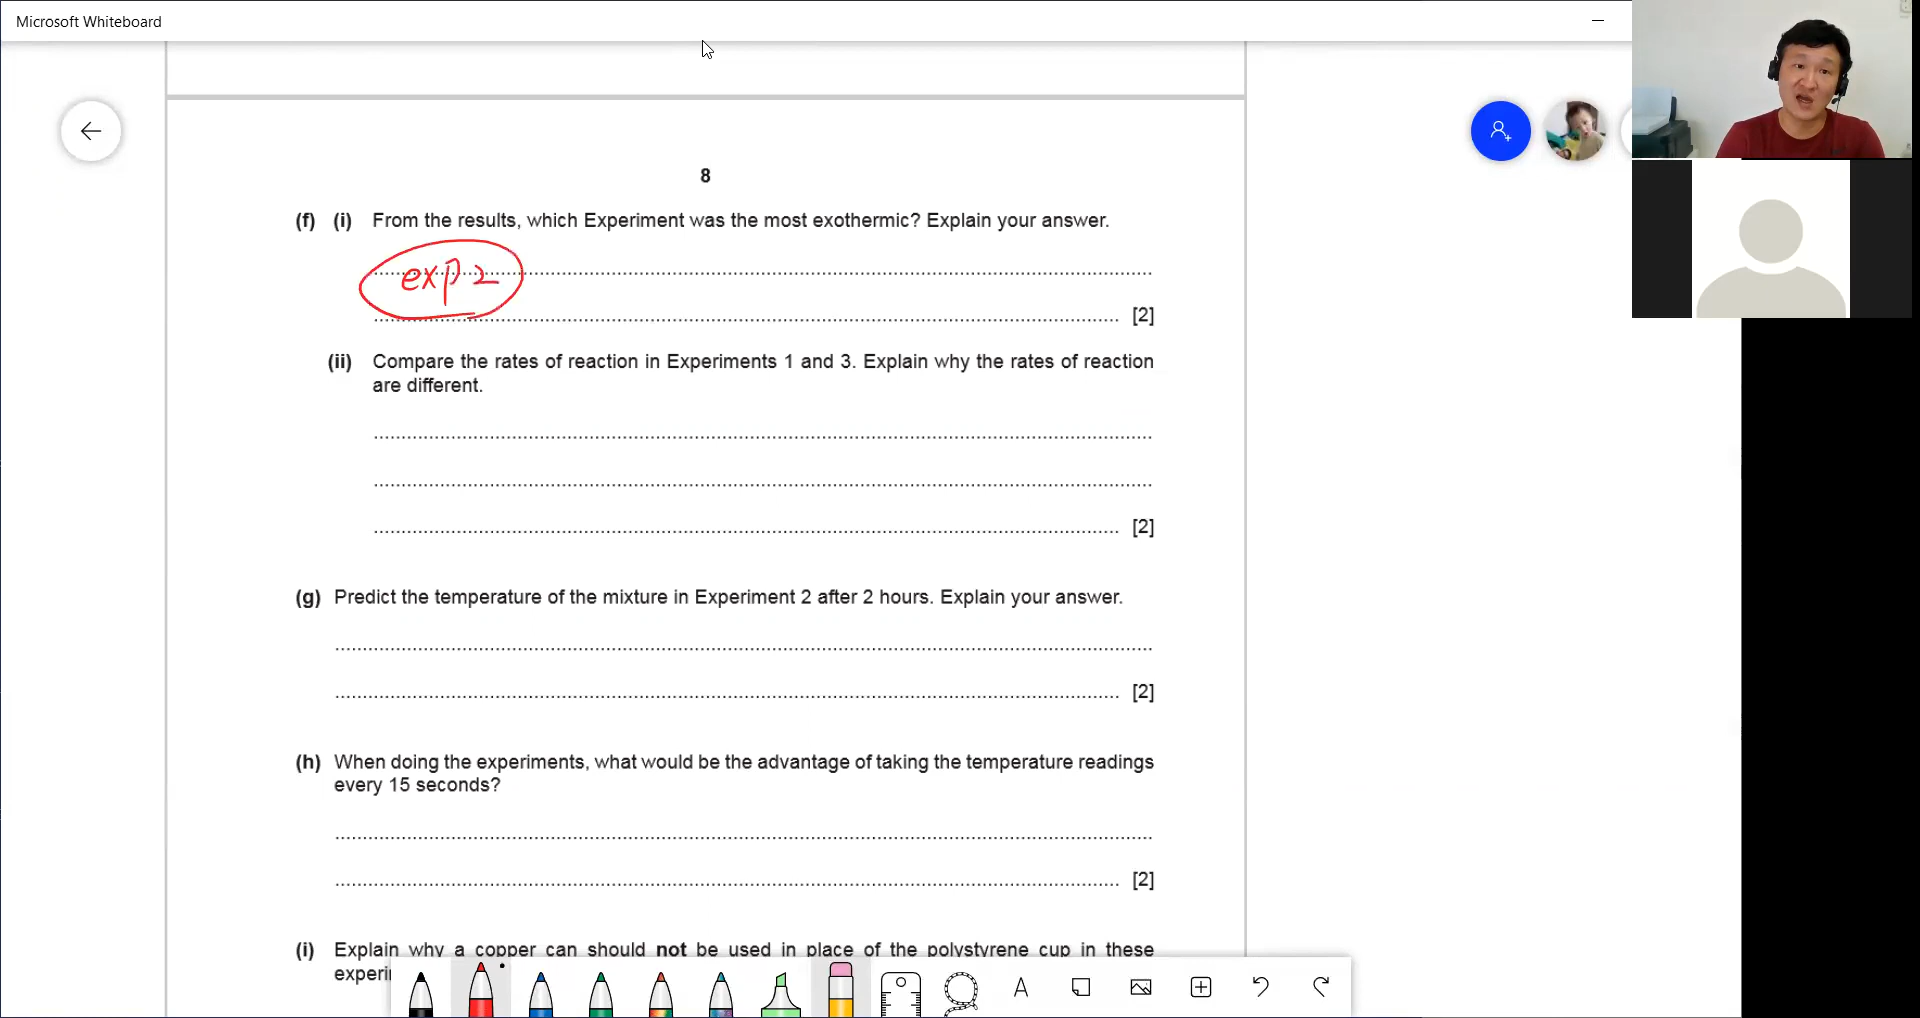 Microsoft Whiteboard
8
(f) (i) From the results, which Experiment was the most exothermic? Explain your answer.
exp 2
[2]
(ii) Compare the rates of reaction in Experiments 1 and 3. Explain why the rates of reaction
are different.
[2]
(g) Predict the temperature of the mixture in Experiment 2 after 2 hours. Explain your answer.
[2]
(h) When doing the experiments, what would be the advantage of taking the temperature readings
every 15 seconds?
[2]
(i) Explain why a copper can should not be used in place of the polystyrene cup in these